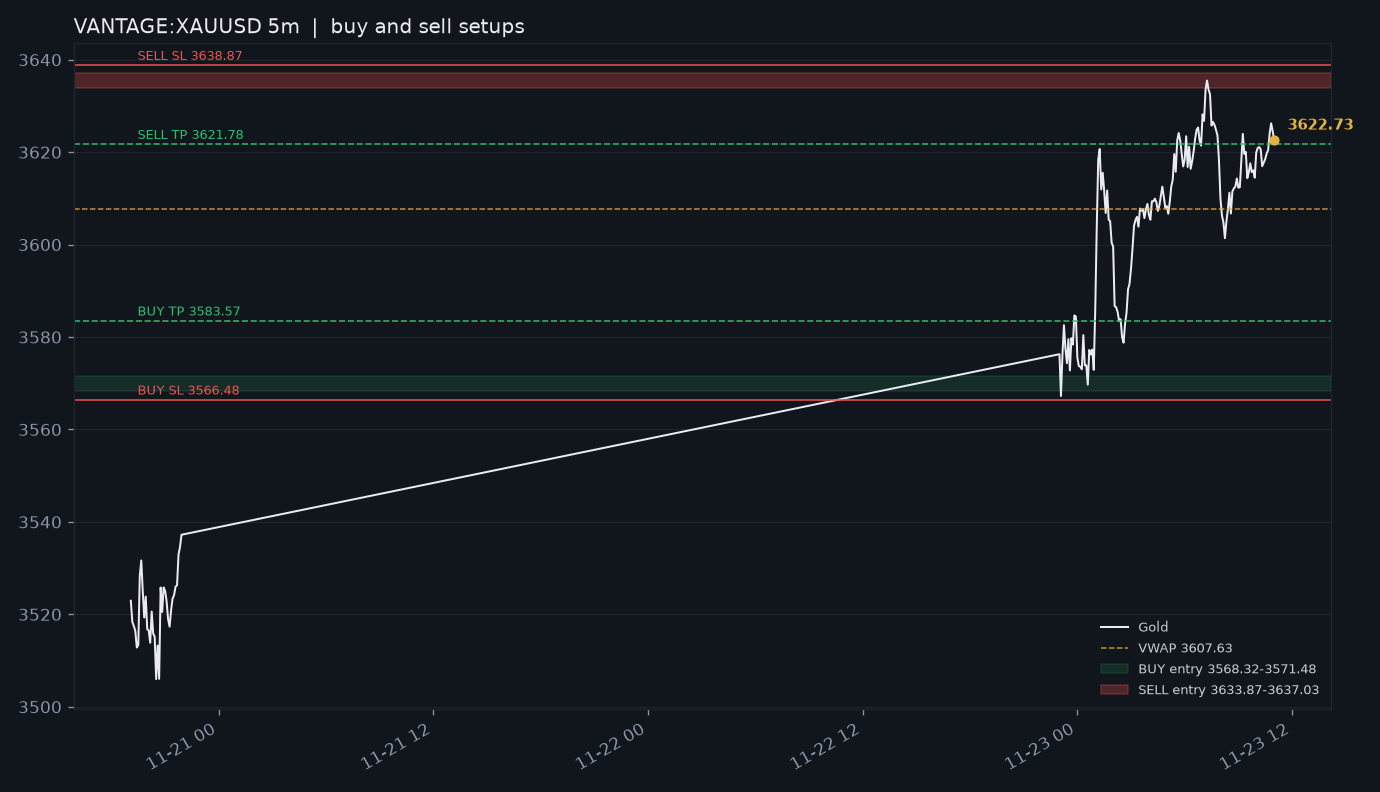 VANTAGE:XAUUSD 5m | buy and sell setups
3640
SELL SL 3638.87
SELL TP 3621.78
3622.73
3620
3600
BUY TP 3583.57
3580
BUY SL 3566.48
3560
3540
3520
3500
Gold
VWAP 3607.63
BUY entry 3568.32-3571.48
SELL entry 3633.87-3637.03
11-21 00
11-21 12
11-22 00
11-22 12
11-23 00
11-23 12